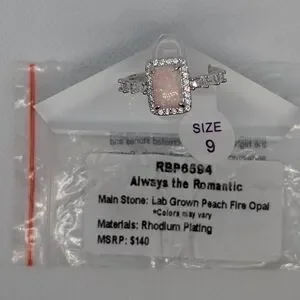 SIZE
9
RBP6594
Always the Romantic
Main Stone: Lab Grown Peach Fire Opal
*Colors may vary
Materials: Rhodium Plating
MSRP: $140